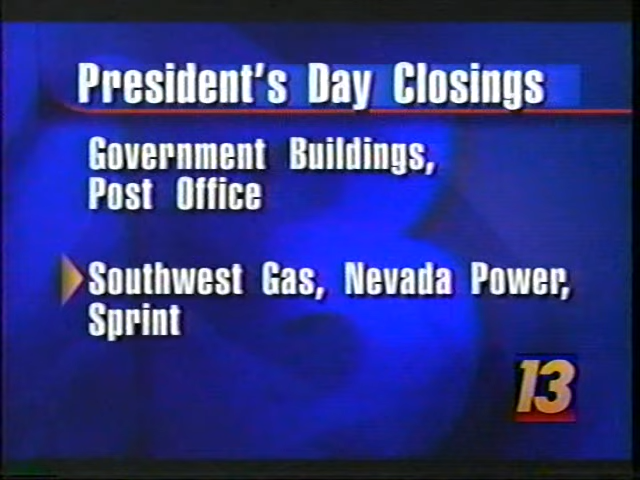 President's Day Closings
Government Buildings,
Post Office
Southwest Gas, Nevada Power,
Sprint
13